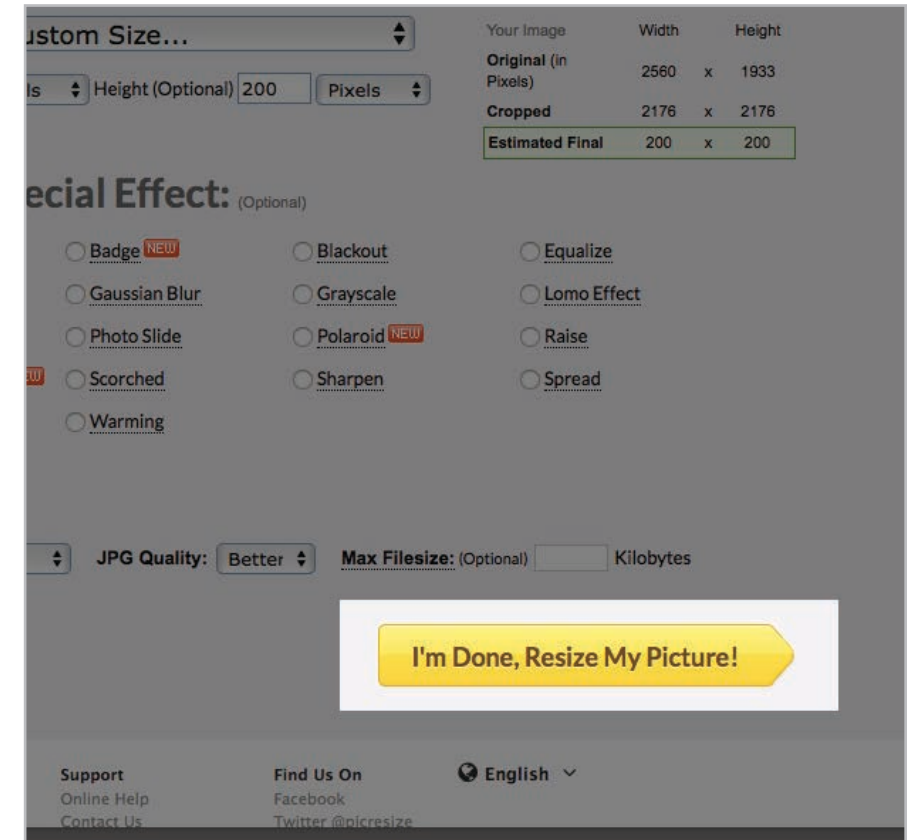 ustom Size...
Your Image Width Height
Original (in Pixels) 2560 x 1933
ls Height (Optional) 200 Pixels
Cropped 2176 x 2176
Estimated Final 200 x 200
ecial Effect: (Optional)
Badge NEW Blackout Equalize
Gaussian Blur Grayscale Lomo Effect
Photo Slide Polaroid NEW Raise
EW Scorched Sharpen Spread
Warming
JPG Quality: Better Max Filesize: (Optional) Kilobytes
I'm Done, Resize My Picture!
Support Find Us On English
Online Help Facebook
Contact Us Twitter @picresize